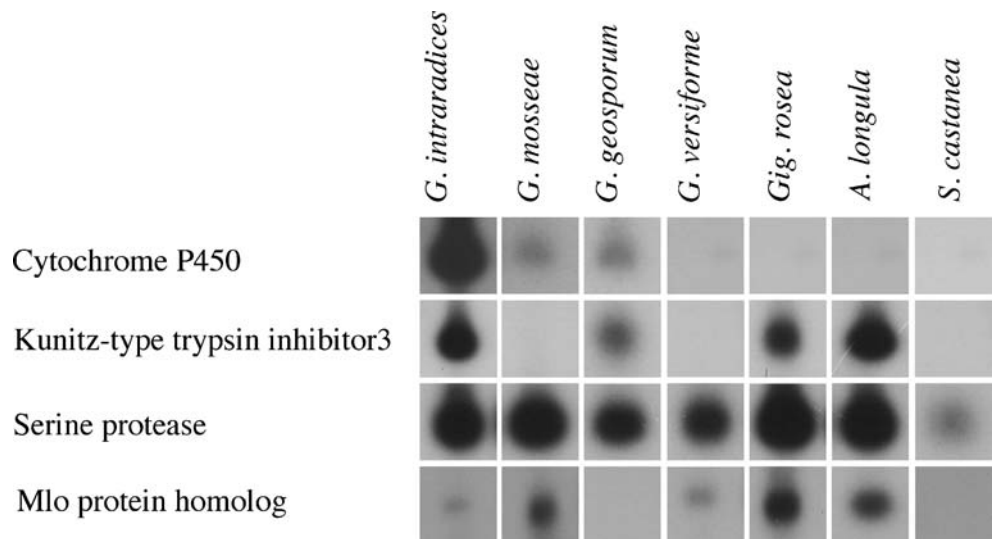 G. intraradices
G. mosseae
G. geosporum
G. versiforme
Gig. rosea
A. longula
S. castanea
Cytochrome P450
Kunitz-type trypsin inhibitor3
Serine protease
Mlo protein homolog